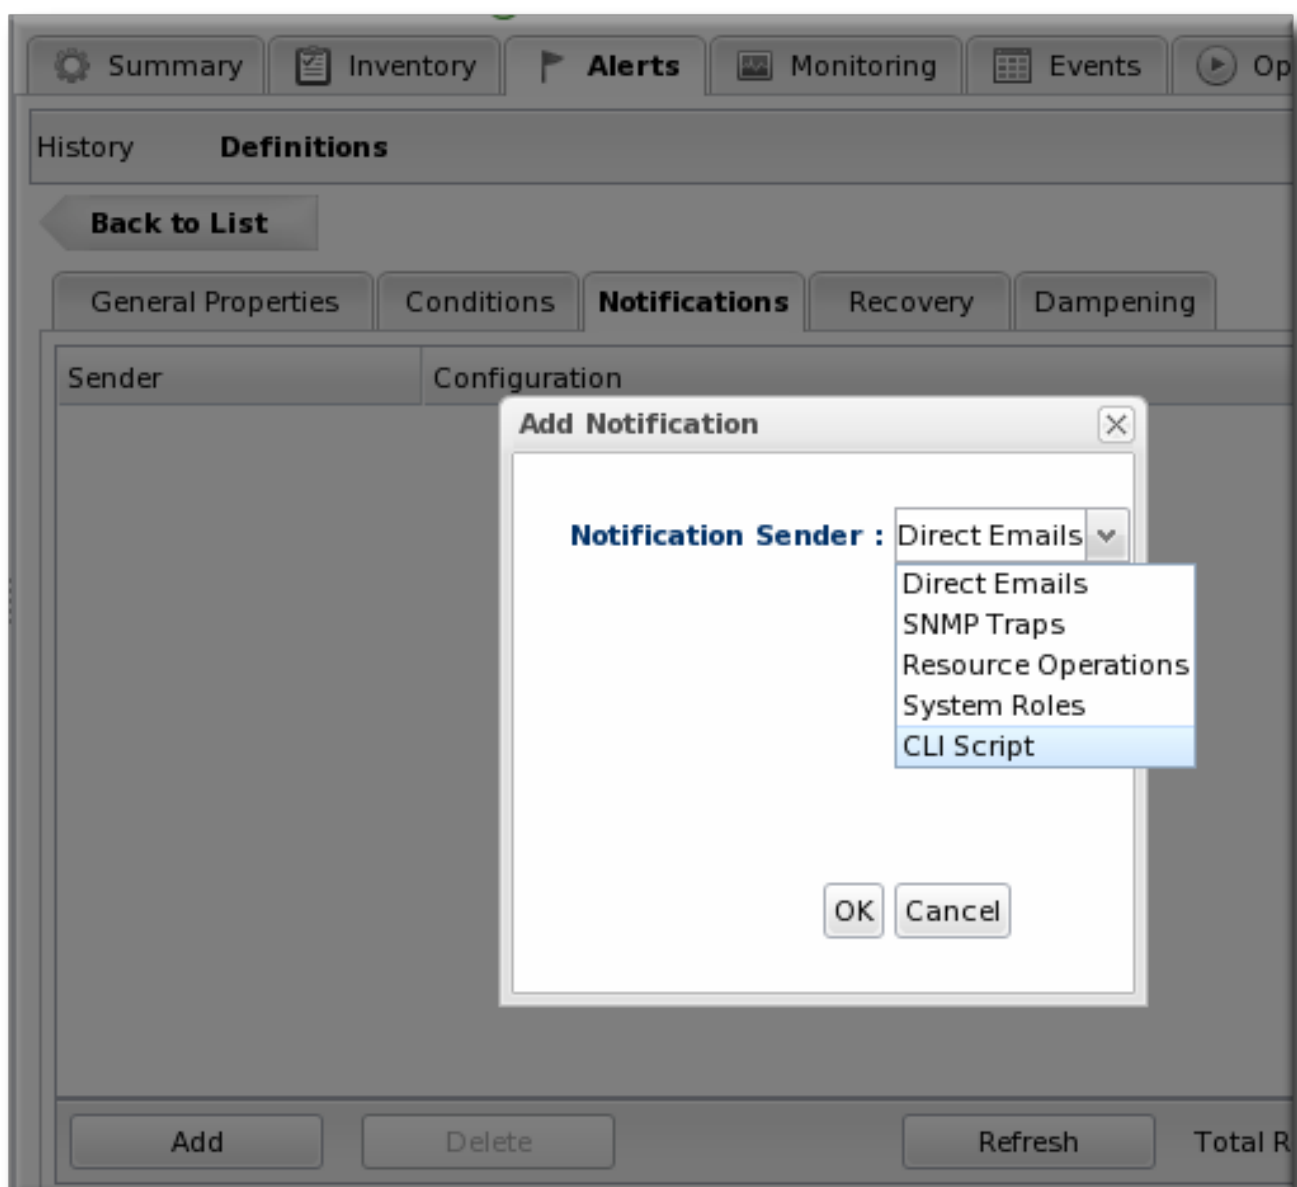 Summary Inventory Alerts Monitoring Events Op
History Definitions
Back to List
General Properties Conditions Notifications Recovery Dampening
Sender Configuration
Add Notification
Notification Sender : Direct Emails
Direct Emails
SNMP Traps
Resource Operations
System Roles
CLI Script
OK Cancel
Add Delete Refresh Total R